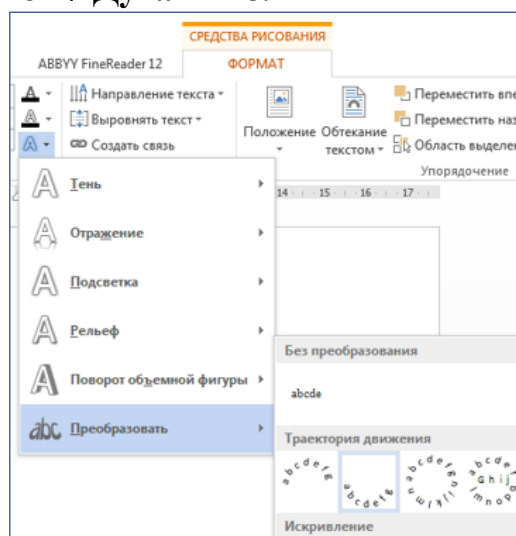 СРЕДСТВА РИСОВАНИЯ
ABBYY FineReader 12 ФОРМАТ
Направление текста
Выровнять текст
Создать связь
Положение Обтекание текстом
Переместить впе
Переместить наз
Область выделен
Упорядочение
14 15 16 17
Тень
Отражение
Подсветка
Рельеф
Поворот объемной фигуры
Преобразовать
Без преобразования
abcde
Траектория движения
Искривление